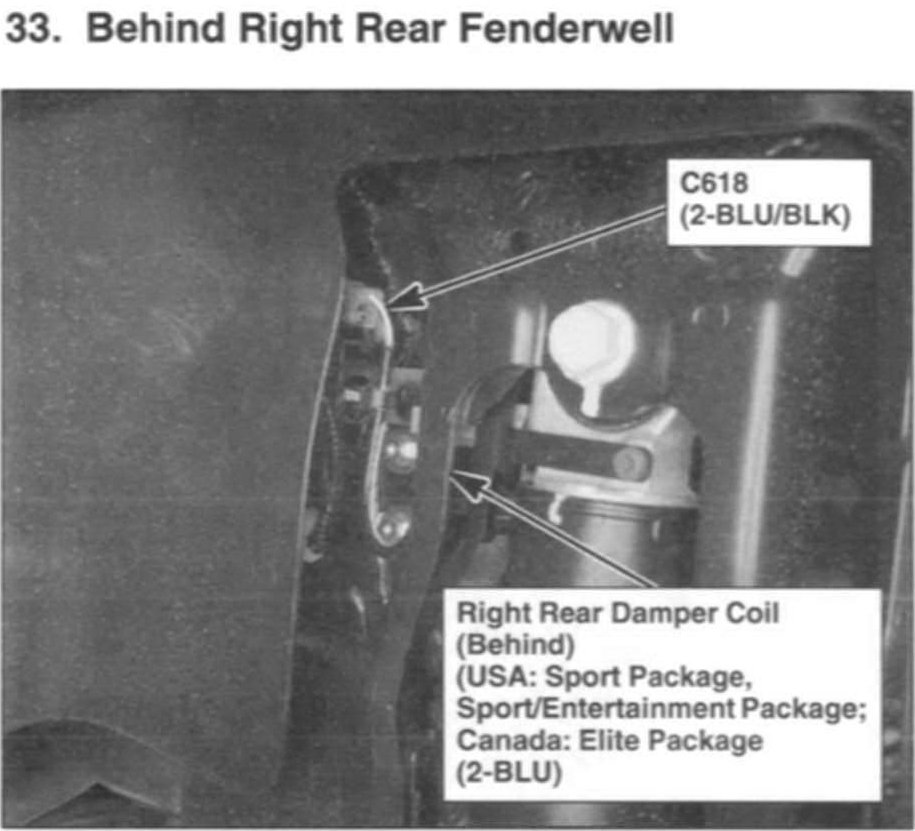 33. Behind Right Rear Fenderwell
C618
(2-BLU/BLK)
Right Rear Damper Coil
(Behind)
(USA: Sport Package,
Sport/Entertainment Package;
Canada: Elite Package
(2-BLU)